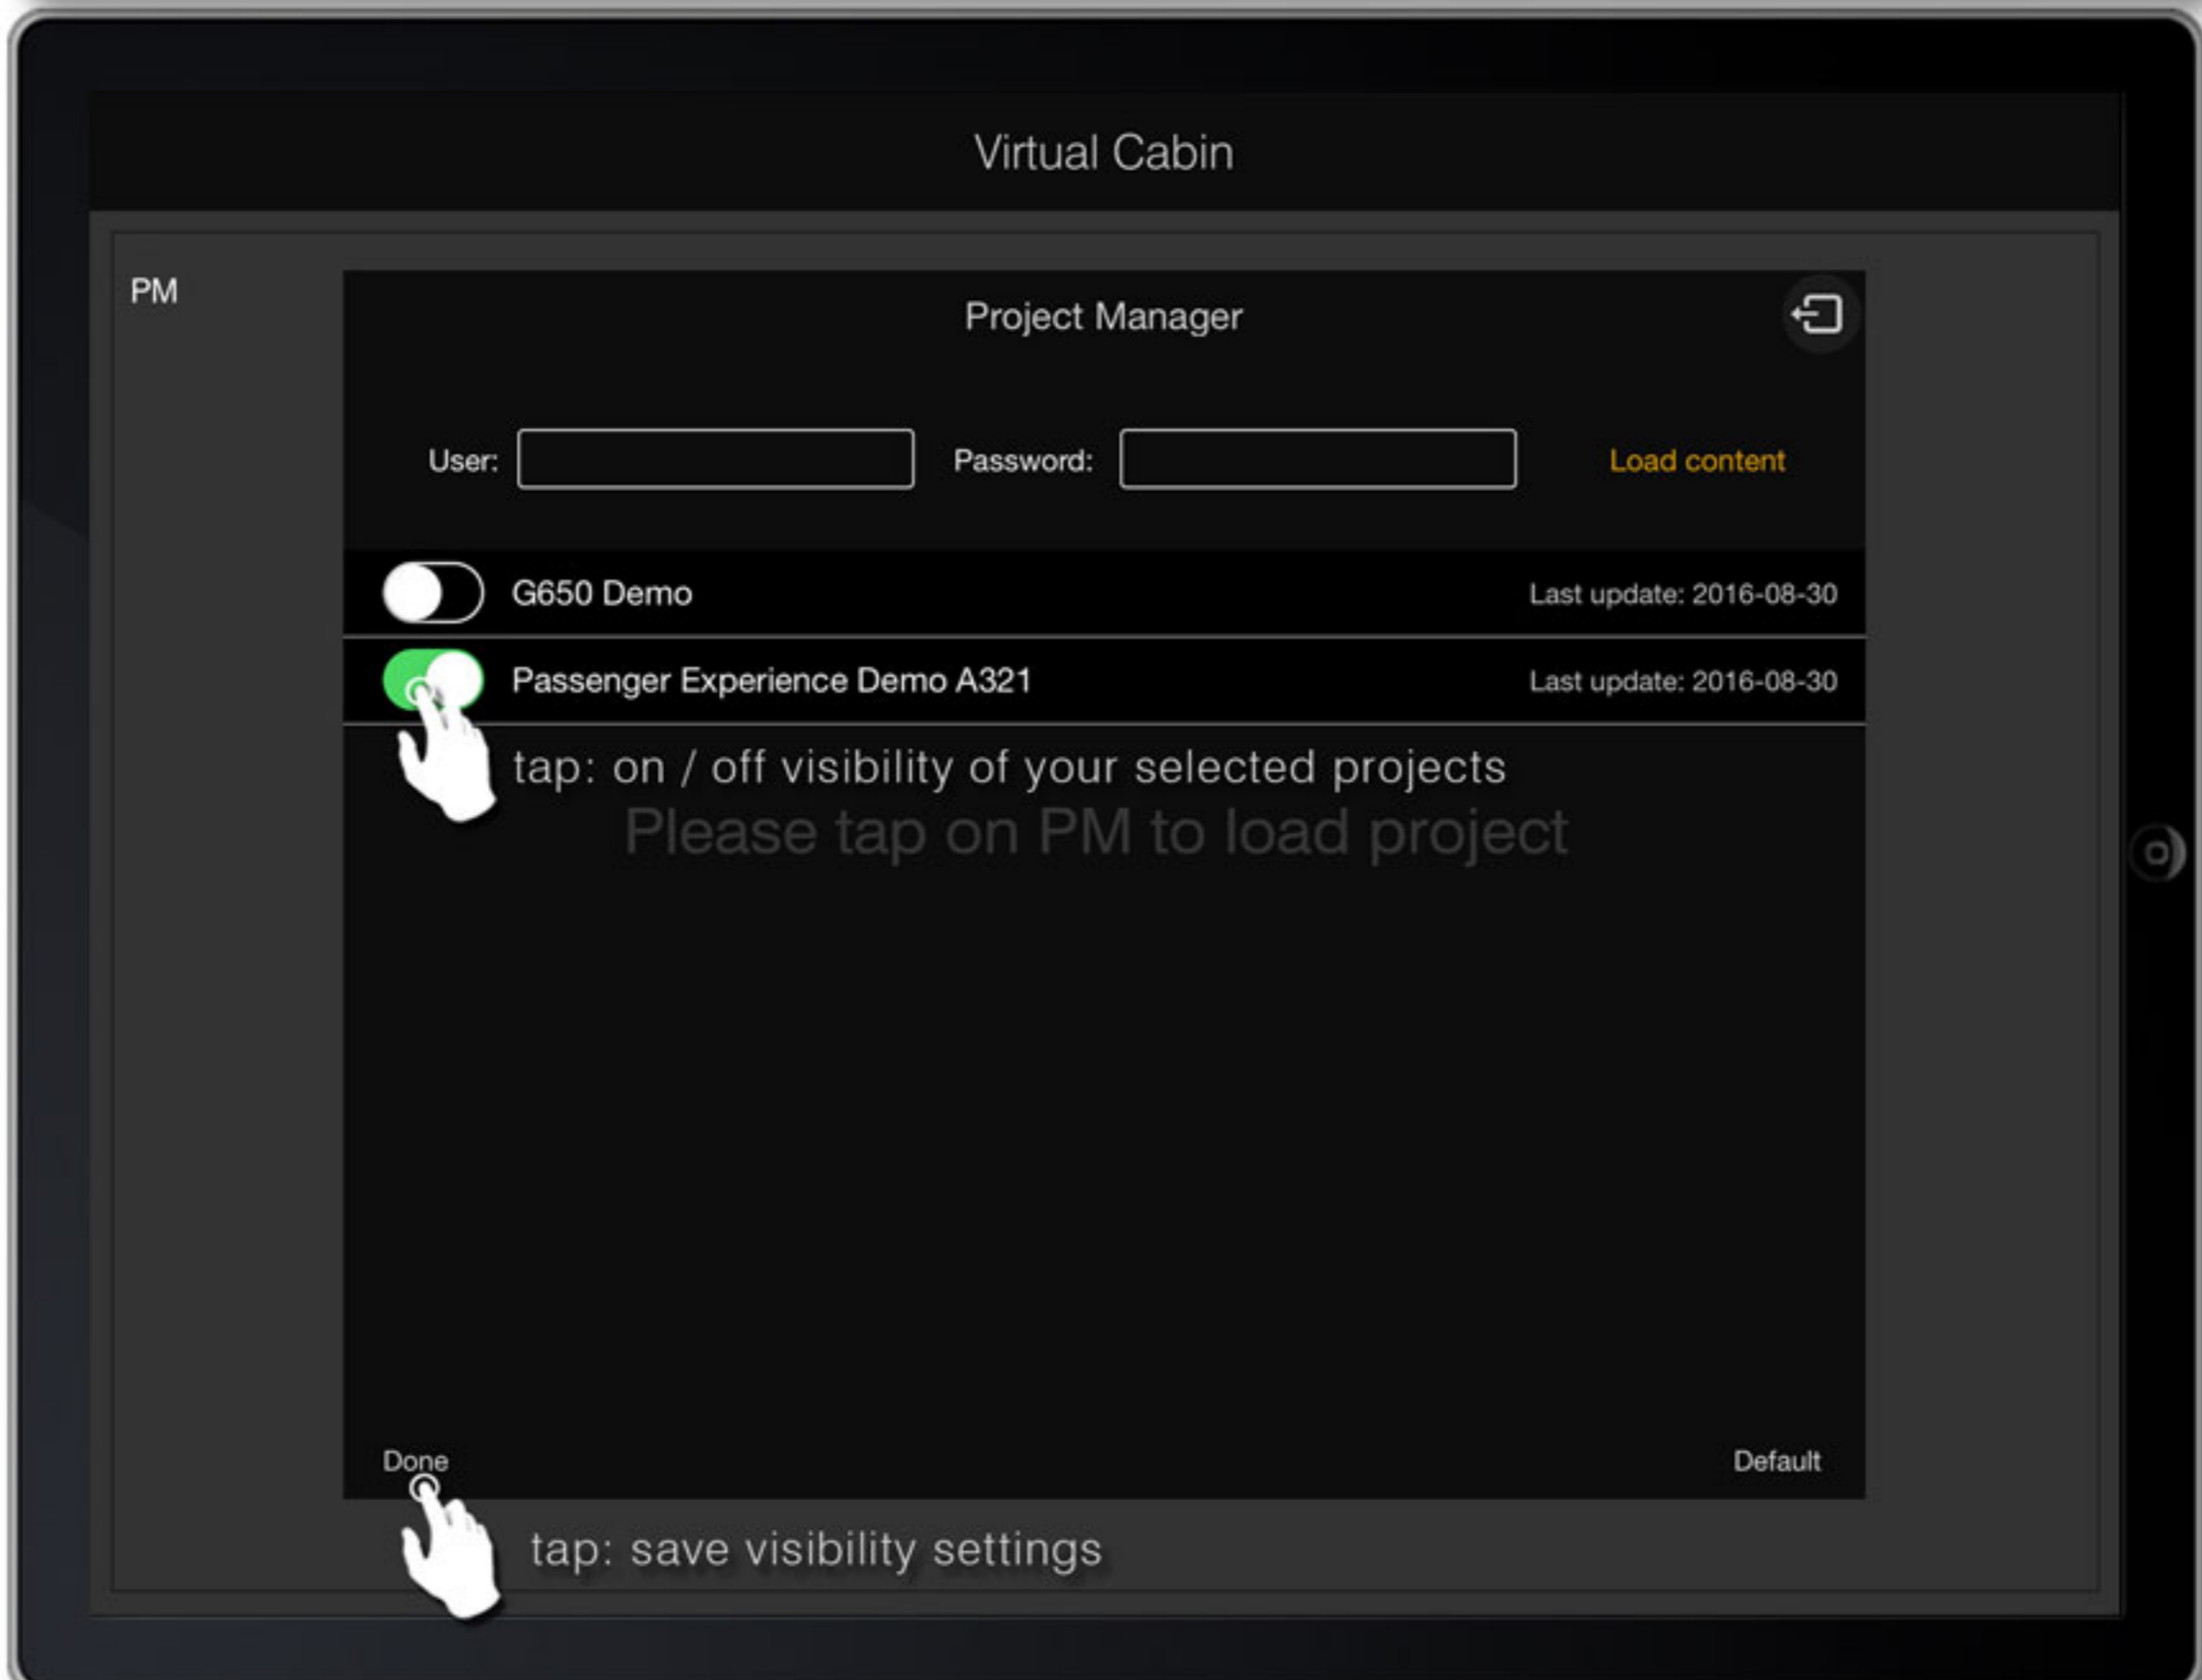 Virtual Cabin
PM
Project Manager
User:
Password:
Load content
G650 Demo
Last update: 2016-08-30
Passenger Experience Demo A321
Last update: 2016-08-30
tap: on / off visibility of your selected projects
Please tap on PM to load project
Done
Default
tap: save visibility settings